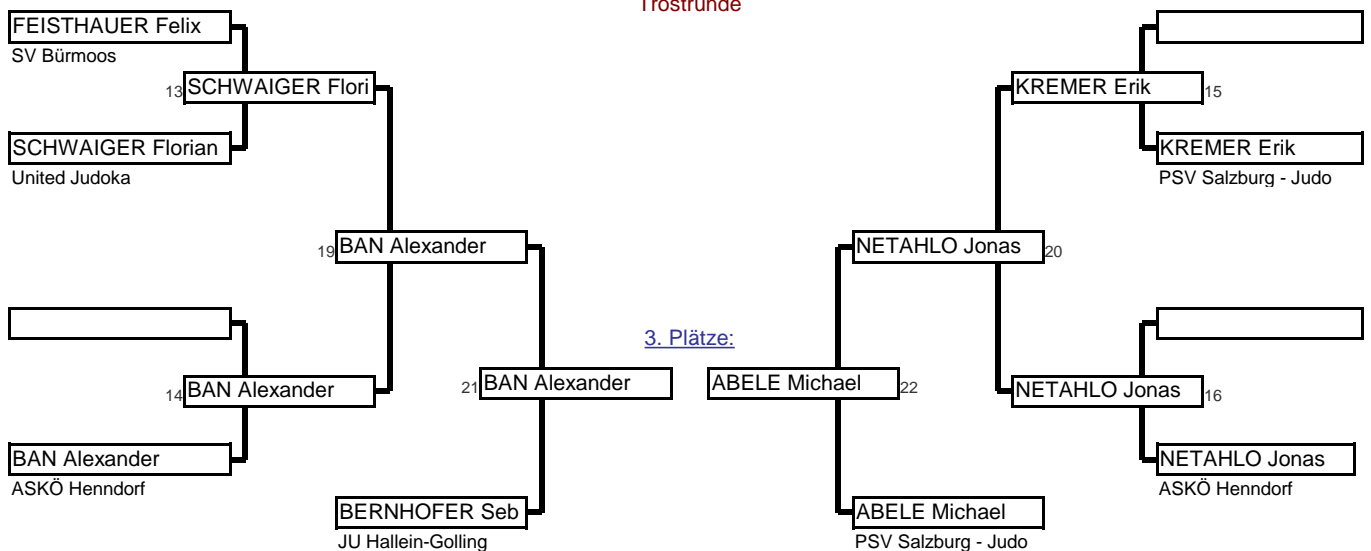 Trostrunde
FEISTHAUER Felix
SV Bürmoos
13 SCHWAIGER Flori
KREMER Erik 15
SCHWAIGER Florian
United Judoka
KREMER Erik
PSV Salzburg - Judo
19 BAN Alexander
NETAHLO Jonas 20
3. Plätze:
14 BAN Alexander
21 BAN Alexander
ABELE Michael 22
NETAHLO Jonas 16
BAN Alexander
ASKÖ Henndorf
NETAHLO Jonas
ASKÖ Henndorf
BERNHOFER Seb
JU Hallein-Golling
ABELE Michael
PSV Salzburg - Judo